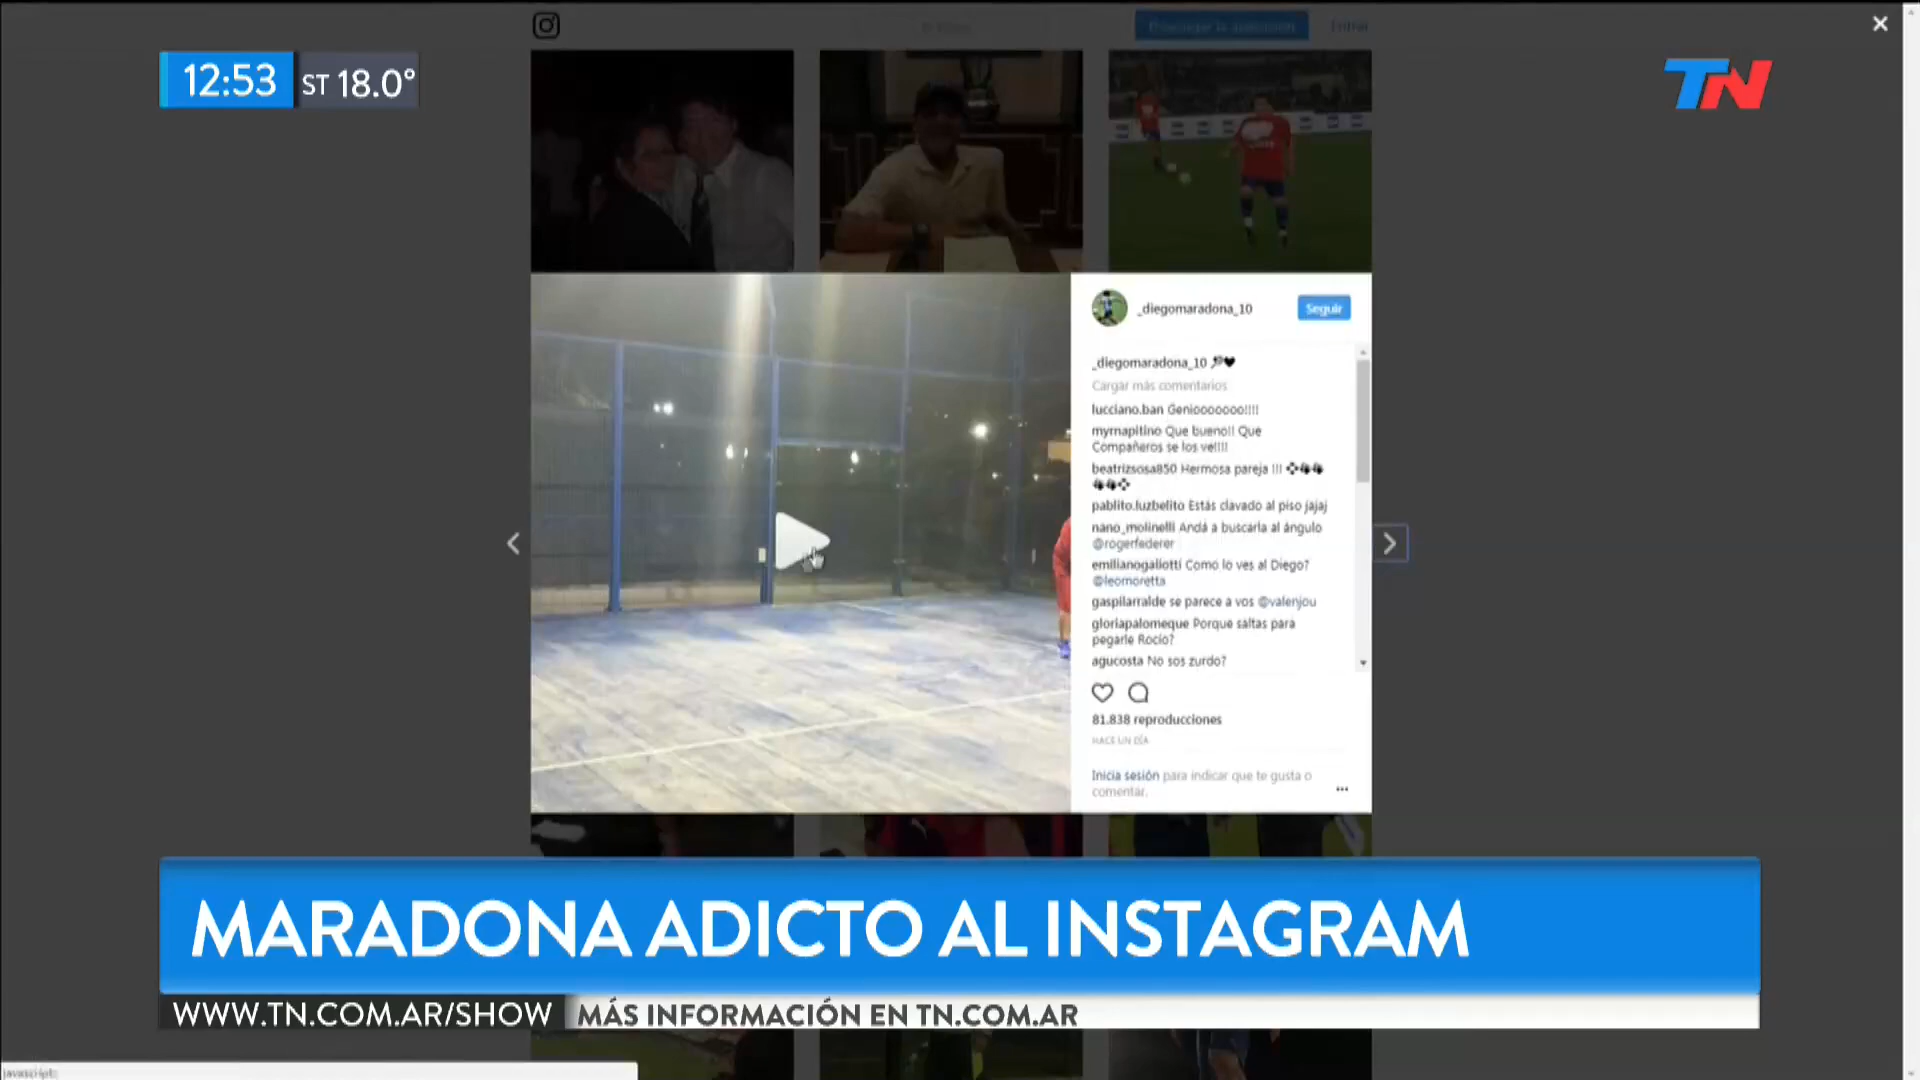 12:53 ST 18.0°
TN
Entrar
_diegomaradona_10 Seguir
_diegomaradona_10
Cargar más comentarios
lucciano.ban Geniooooooo!!!!
myrnapitino Que bueno!! Que
Compañeros se los ve!!!!
beatrizsosa850 Hermosa pareja !!!
pablito.luzbelito Estás clavado al piso jajaj
nano_molinelli Andá a buscarla al ángulo
@rogerfederer
emilianogaliotti Como lo ves al Diego?
@leomoretta
gaspilarralde se parece a vos @valenjou
gloriapalomeque Porque saltas para
pegarle Rocío?
agucosta No sos zurdo?
81.838 reproducciones
HACE UN DÍA
Inicia sesión para indicar que te gusta o
comentar.
MARADONA ADICTO AL INSTAGRAM
WWW.TN.COM.AR/SHOW MÁS INFORMACIÓN EN TN.COM.AR
javascript: